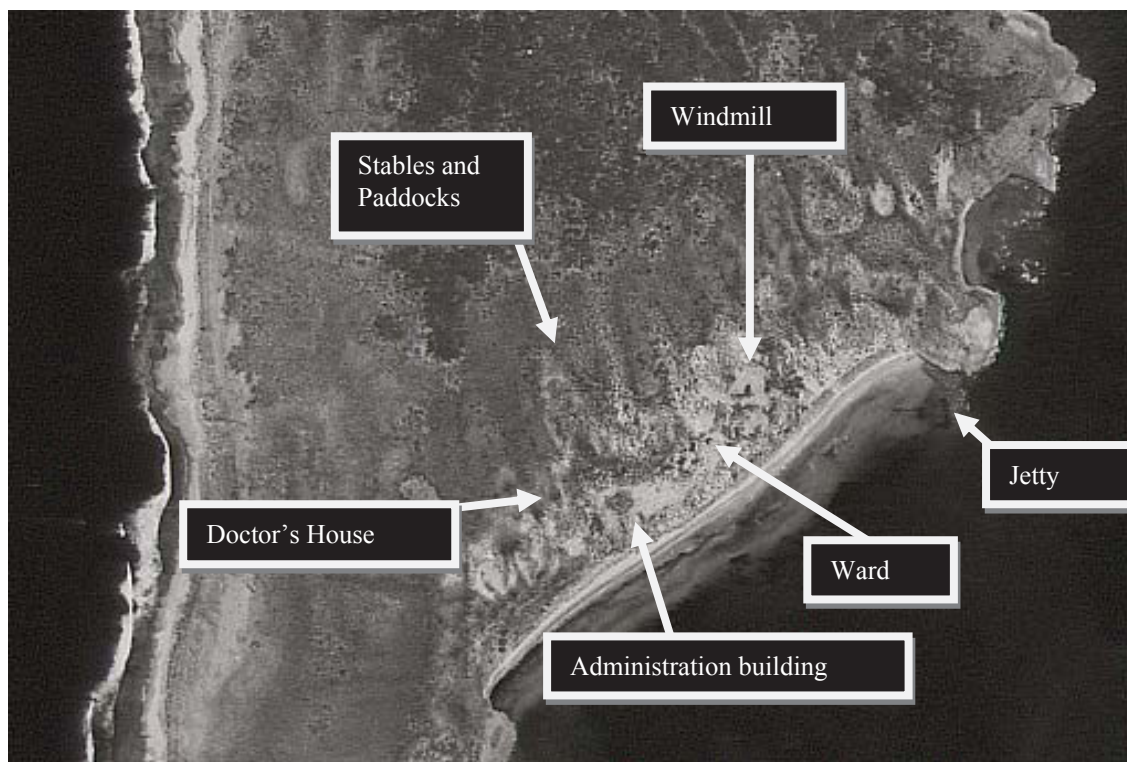 Windmill
Stables and
Paddocks
Jetty
Doctor’s House
Ward
Administration building